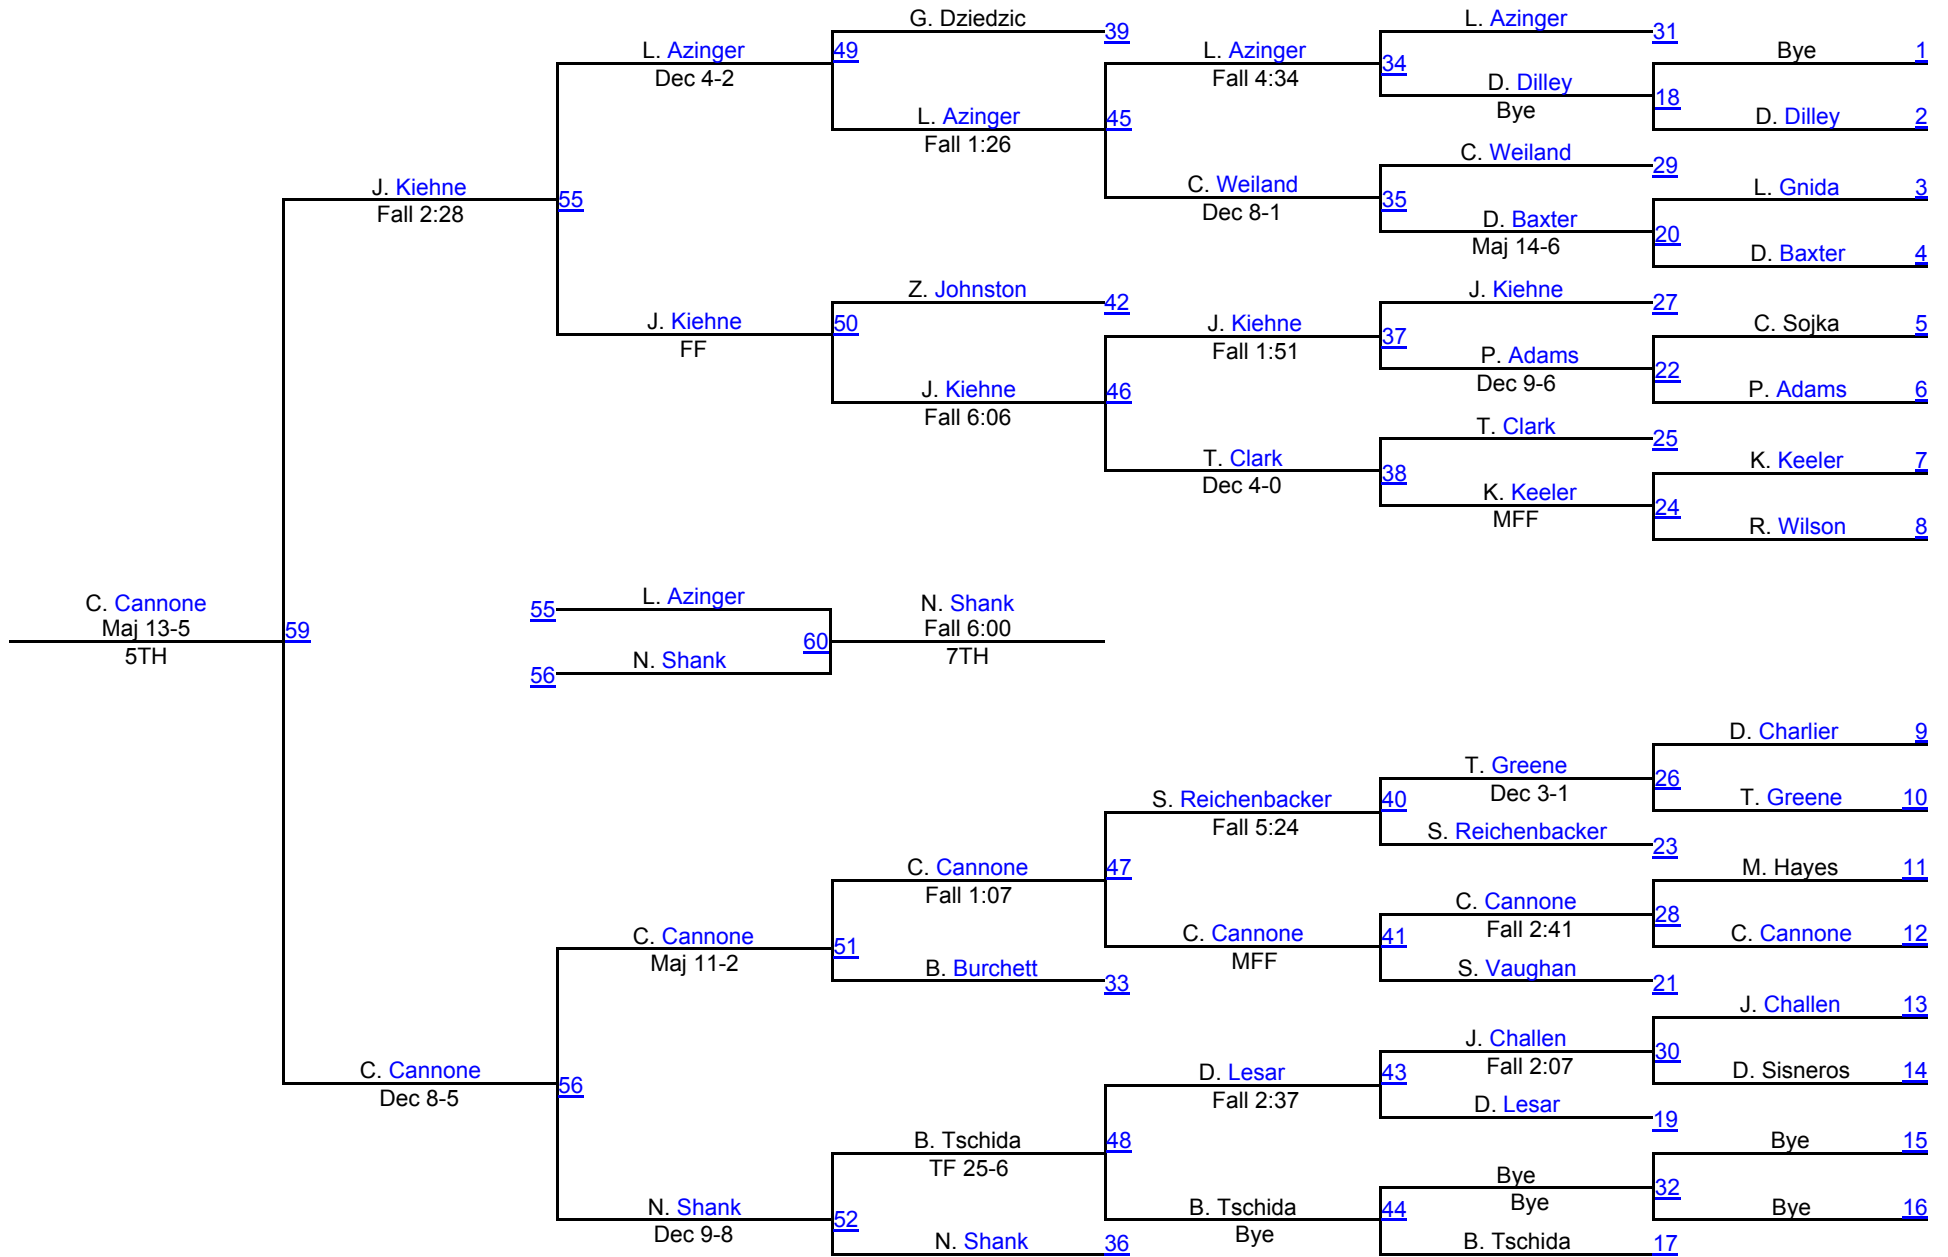 G. Dziedzic
39
L. Azinger
31
L. Azinger
Dec 4-2
49
L. Azinger
Fall 4:34
34
Bye
1
D. Dilley
Bye
18
D. Dilley
2
L. Azinger
Fall 1:26
45
C. Weiland
29
C. Weiland
Dec 8-1
35
L. Gnida
3
D. Baxter
Maj 14-6
20
D. Baxter
4
J. Kiehne
Fall 2:28
55
Z. Johnston
42
J. Kiehne
27
J. Kiehne
FF
50
J. Kiehne
Fall 1:51
37
C. Sojka
5
P. Adams
Dec 9-6
22
P. Adams
6
J. Kiehne
Fall 6:06
46
T. Clark
25
T. Clark
Dec 4-0
38
K. Keeler
7
K. Keeler
MFF
24
R. Wilson
8
C. Cannone
Maj 13-5
5TH
59
55
L. Azinger
60
N. Shank
Fall 6:00
7TH
56
N. Shank
D. Charlier
9
T. Greene
Dec 3-1
26
T. Greene
10
S. Reichenbacker
Fall 5:24
40
S. Reichenbacker
23
C. Cannone
Fall 1:07
47
M. Hayes
11
C. Cannone
Fall 2:41
28
C. Cannone
12
C. Cannone
Maj 11-2
51
C. Cannone
MFF
41
B. Burchett
33
S. Vaughan
21
J. Challen
13
J. Challen
Fall 2:07
30
D. Sisneros
14
C. Cannone
Dec 8-5
56
D. Lesar
Fall 2:37
43
D. Lesar
19
B. Tschida
TF 25-6
48
Bye
15
Bye
Bye
32
Bye
16
N. Shank
Dec 9-8
52
B. Tschida
Bye
44
N. Shank
36
B. Tschida
17